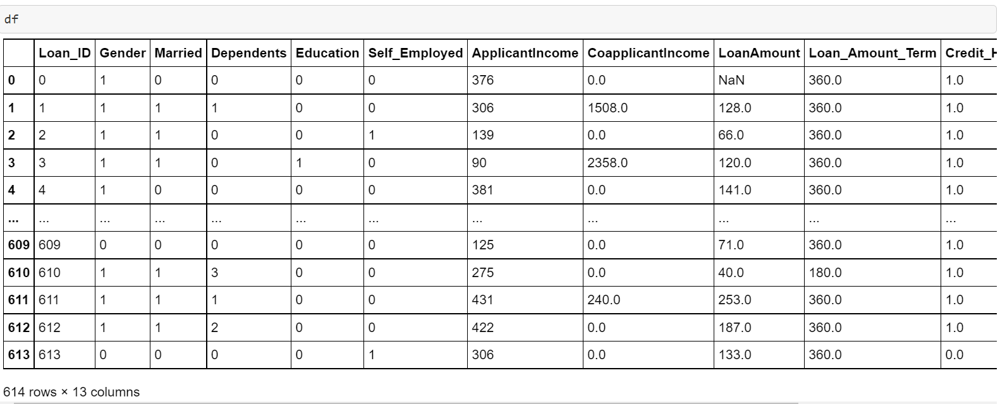 df
Loan_ID Gender Married Dependents Education Self_Employed ApplicantIncome CoapplicantIncome LoanAmount Loan_Amount_Term Credit_H
0 0 1 0 0 0 0 376 0.0 NaN 360.0 1.0
1 1 1 1 1 0 0 306 1508.0 128.0 360.0 1.0
2 2 1 1 0 0 1 139 0.0 66.0 360.0 1.0
3 3 1 1 0 1 0 90 2358.0 120.0 360.0 1.0
4 4 1 0 0 0 0 381 0.0 141.0 360.0 1.0
... ... ... ... ... ... ... ... ... ... ... ...
609 609 0 0 0 0 0 125 0.0 71.0 360.0 1.0
610 610 1 1 3 0 0 275 0.0 40.0 180.0 1.0
611 611 1 1 1 0 0 431 240.0 253.0 360.0 1.0
612 612 1 1 2 0 0 422 0.0 187.0 360.0 1.0
613 613 0 0 0 0 1 306 0.0 133.0 360.0 0.0
614 rows × 13 columns